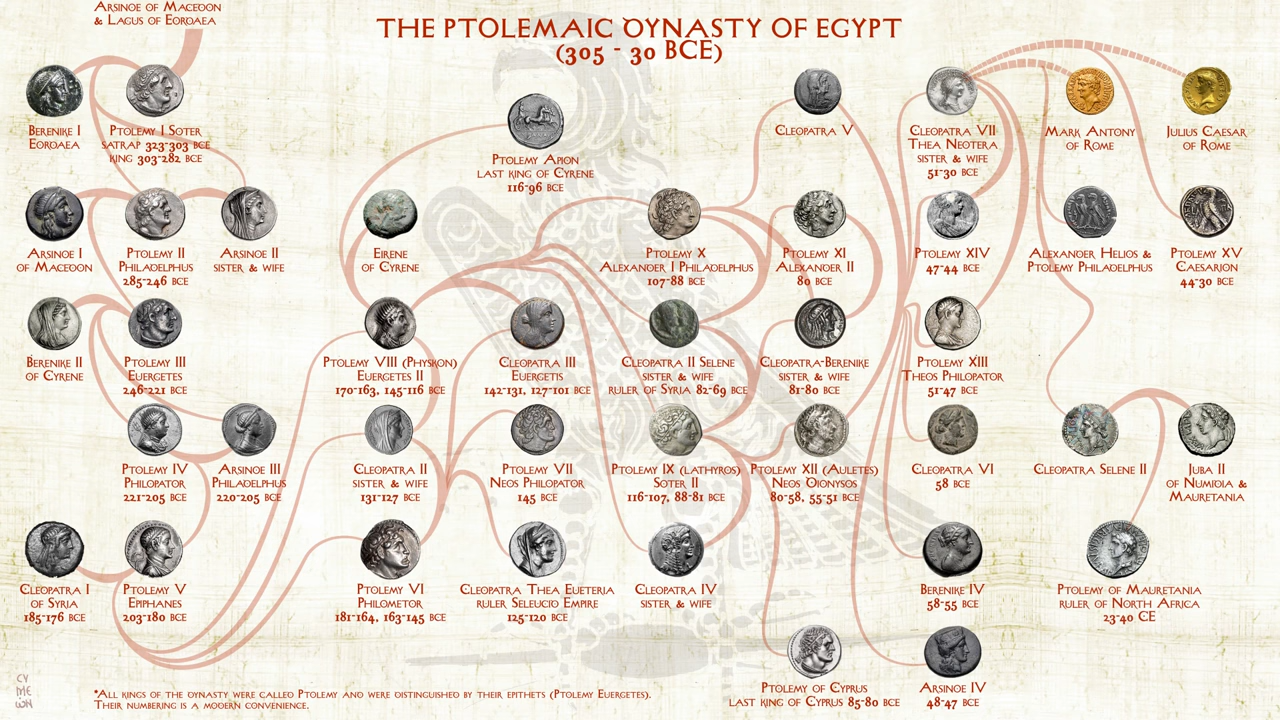 ARSINOE OF MACEDON
& LAGUS OF EORDAEA
THE PTOLEMAIC DYNASTY OF EGYPT
(305 - 30 BCE)
BERENIKE I
EORDAEA
PTOLEMY I SOTER
SATRAP 323-303 BCE
KING 303-282 BCE
PTOLEMY APION
LAST KING OF CYRENE
116-96 BCE
CLEOPATRA V
CLEOPATRA VII
THEA NEOTERA
SISTER & WIFE
51-30 BCE
MARK ANTONY
OF ROME
JULIUS CAESAR
OF ROME
ARSINOE I
OF MACEDON
PTOLEMY II
PHILADELPHUS
285-246 BCE
ARSINOE II
SISTER & WIFE
EIRENE
OF CYRENE
PTOLEMY X
ALEXANDER I PHILADELPHUS
107-88 BCE
PTOLEMY XI
ALEXANDER II
80 BCE
PTOLEMY XIV
47-44 BCE
ALEXANDER HELIOS &
PTOLEMY PHILADELPHUS
PTOLEMY XV
CAESARION
44-30 BCE
BERENIKE II
OF CYRENE
PTOLEMY III
EUERGETES
246-221 BCE
PTOLEMY VIII (PHYSKON)
EUERGETES II
170-163, 145-116 BCE
CLEOPATRA III
EUERGETIS
142-131, 127-101 BCE
CLEOPATRA II SELENE
SISTER & WIFE
RULER OF SYRIA 82-69 BCE
CLEOPATRA-BERENIKE
SISTER & WIFE
81-80 BCE
PTOLEMY XIII
THEOS PHILOPATOR
51-47 BCE
PTOLEMY IV
PHILOPATOR
221-205 BCE
ARSINOE III
PHILADELPHUS
220-205 BCE
CLEOPATRA II
SISTER & WIFE
131-127 BCE
PTOLEMY VII
NEOS PHILOPATOR
145 BCE
PTOLEMY IX (LATHYROS)
SOTER II
116-107, 88-81 BCE
PTOLEMY XII (AULETES)
NEOS DIONYSOS
80-58, 55-51 BCE
CLEOPATRA VI
58 BCE
CLEOPATRA SELENE II
JUBA II
OF NUMIDIA &
MAURETANIA
CLEOPATRA I
OF SYRIA
185-176 BCE
PTOLEMY V
EPIPHANES
203-180 BCE
PTOLEMY VI
PHILOMETOR
181-164, 163-145 BCE
CLEOPATRA THEA EUETERIA
RULER SELEUCID EMPIRE
125-120 BCE
CLEOPATRA IV
SISTER & WIFE
BERENIKE IV
58-55 BCE
PTOLEMY OF MAURETANIA
RULER OF NORTH AFRICA
23-40 CE
PTOLEMY OF CYPRUS
LAST KING OF CYPRUS 85-80 BCE
ARSINOE IV
48-47 BCE
*ALL KINGS OF THE DYNASTY WERE CALLED PTOLEMY AND WERE DISTINGUISHED BY THEIR EPITHETS (PTOLEMY EUERGETES).
THEIR NUMBERING IS A MODERN CONVENIENCE.